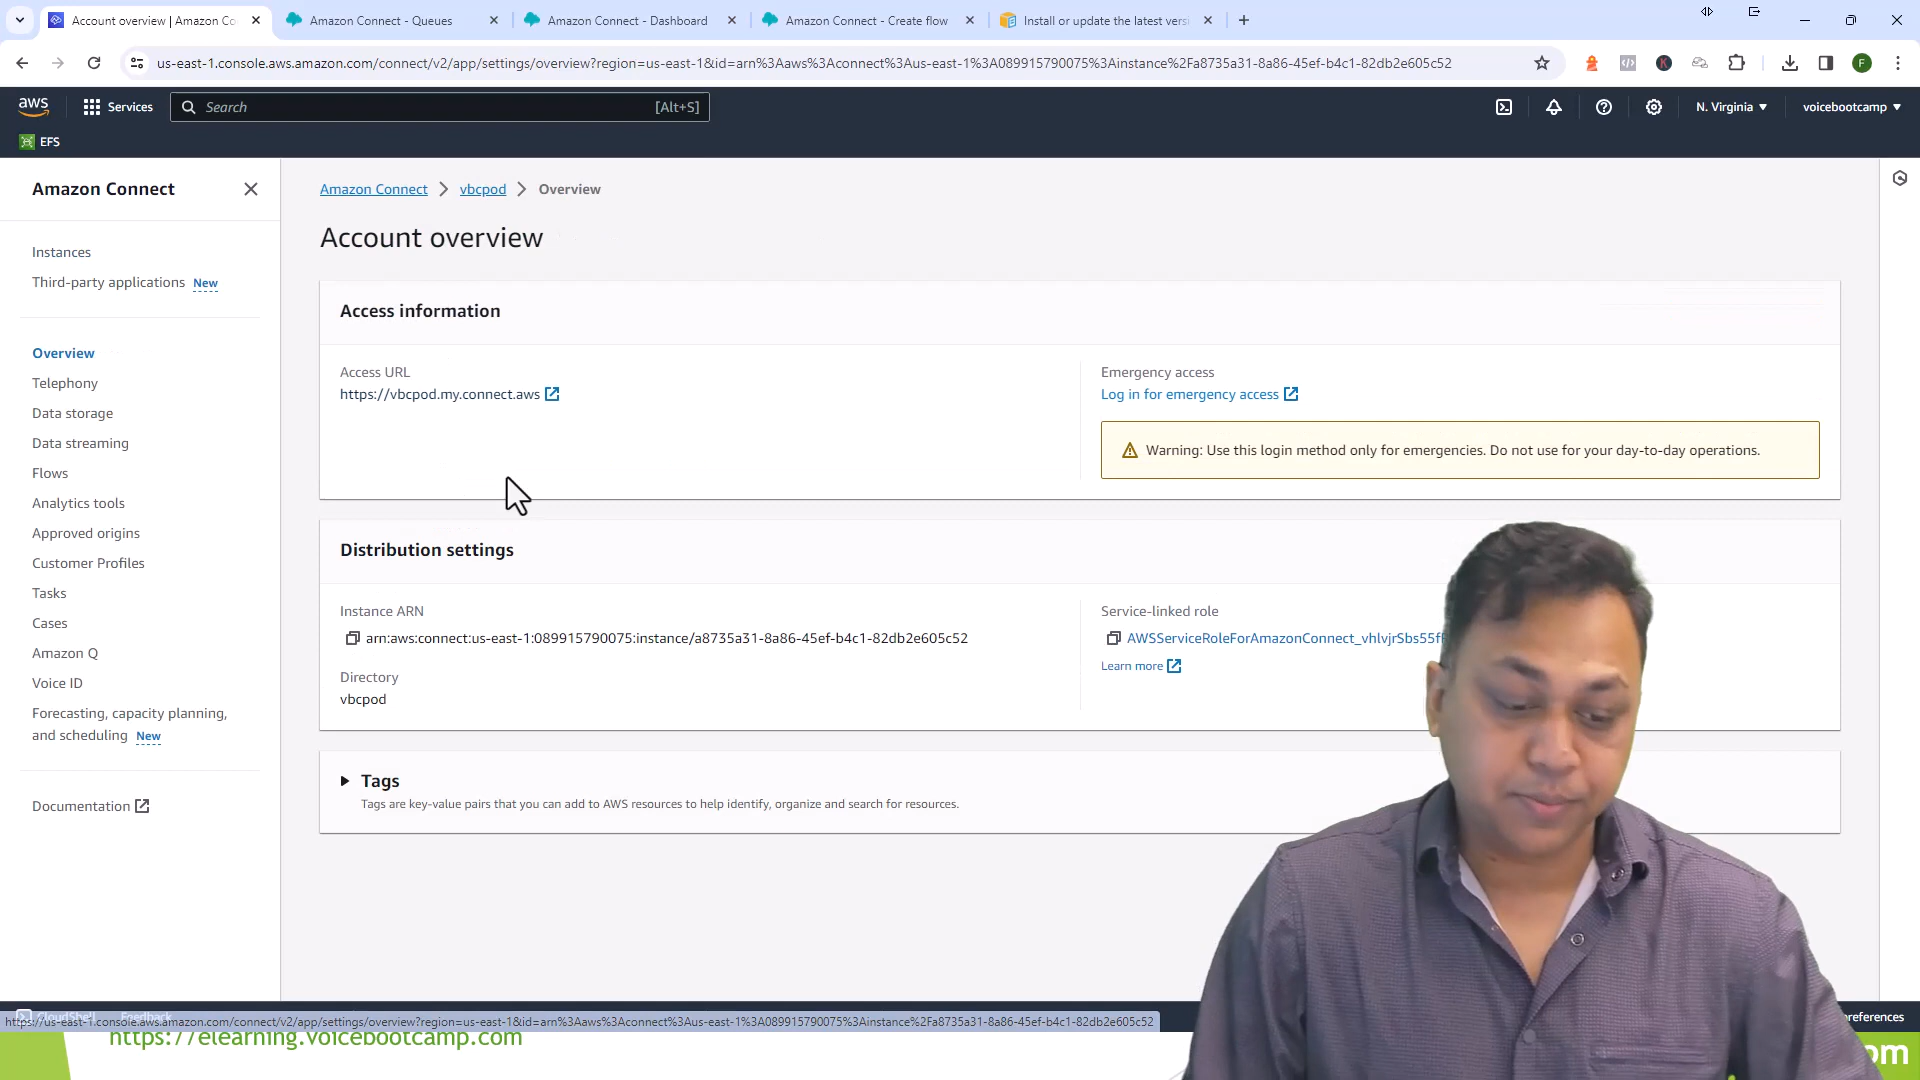 Account overview | Amazon Co
Amazon Connect - Queues
Amazon Connect - Dashboard
Amazon Connect - Create flow
Install or update the latest versi
us-east-1.console.aws.amazon.com/connect/v2/app/settings/overview?region=us-east-1&id=arn%3Aaws%3Aconnect%3Aus-east-1%3A089915790075%3Ainstance%2Fa8735a31-8a86-45ef-b4c1-82db2e605c52
F
aws
Services
Search
[Alt+S]
N. Virginia
voicebootcamp
EFS
Amazon Connect
Instances
Third-party applications New
Overview
Telephony
Data storage
Data streaming
Flows
Analytics tools
Approved origins
Customer Profiles
Tasks
Cases
Amazon Q
Voice ID
Forecasting, capacity planning,
and scheduling New
Documentation
Amazon Connect > vbcpod > Overview
Account overview
Access information
Access URL
https://vbcpod.my.connect.aws
Emergency access
Log in for emergency access
Warning: Use this login method only for emergencies. Do not use for your day-to-day operations.
Distribution settings
Instance ARN
arn:aws:connect:us-east-1:089915790075:instance/a8735a31-8a86-45ef-b4c1-82db2e605c52
Directory
vbcpod
Service-linked role
AWSServiceRoleForAmazonConnect_vhlvjrSbs55f
Learn more
Tags
Tags are key-value pairs that you can add to AWS resources to help identify, organize and search for resources.
CloudShell
Feedback
references
https://us-east-1.console.aws.amazon.com/connect/v2/app/settings/overview?region=us-east-1&id=arn%3Aaws%3Aconnect%3Aus-east-1%3A089915790075%3Ainstance%2Fa8735a31-8a86-45ef-b4c1-82db2e605c52
https://elearning.voicebootcamp.com
om